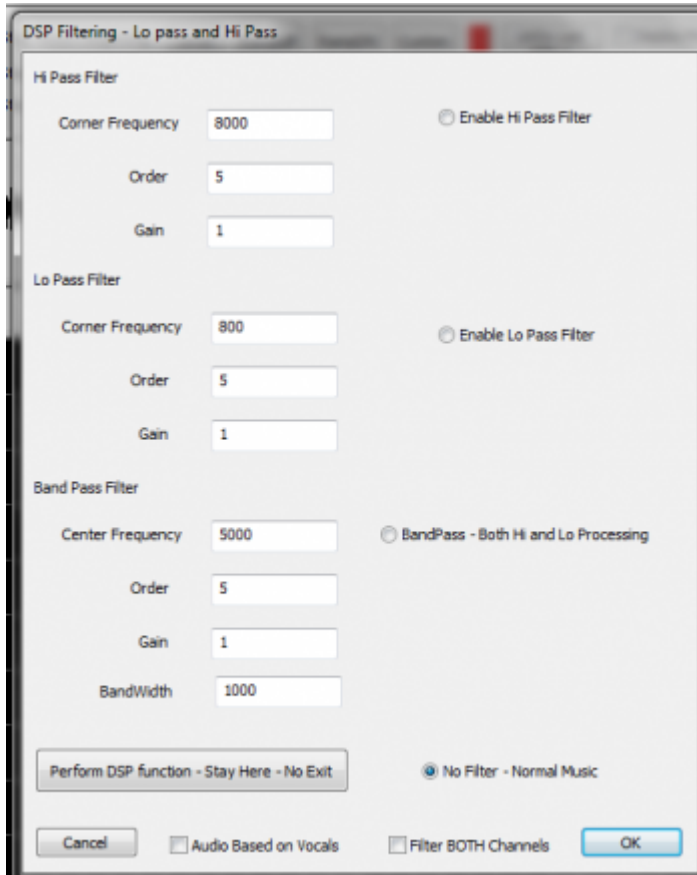 DSP Filtering - Lo pass and Hi Pass
Hi Pass Filter
Corner Frequency 8000 Enable Hi Pass Filter
Order 5
Gain 1
Lo Pass Filter
Corner Frequency 800 Enable Lo Pass Filter
Order 5
Gain 1
Band Pass Filter
Center Frequency 5000 BandPass - Both Hi and Lo Processing
Order 5
Gain 1
BandWidth 1000
Perform DSP function - Stay Here - No Exit No Filter - Normal Music
Cancel Audio Based on Vocals Filter BOTH Channels OK